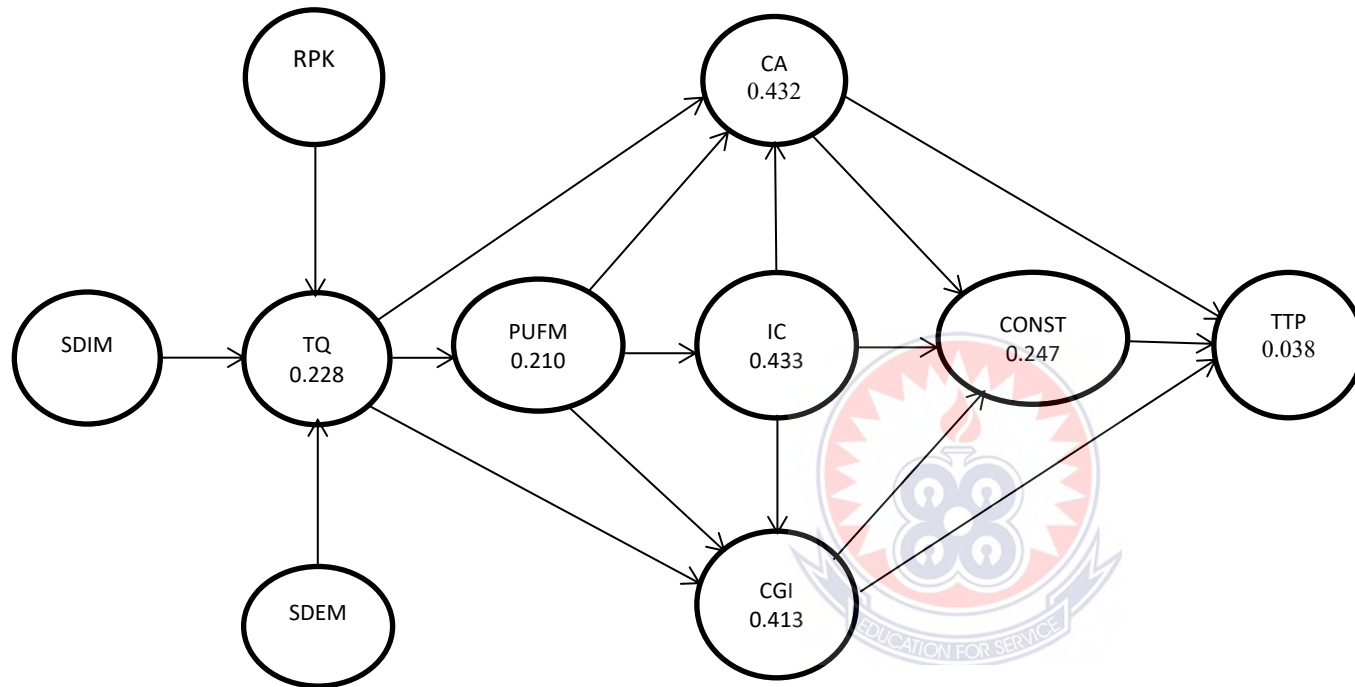 RPK
CA
0.432
SDIM
TQ
0.228
PUFM
0.210
IC
0.433
CONST
0.247
TTP
0.038
SDEM
CGI
0.413
EDUCATION FOR SERVICE